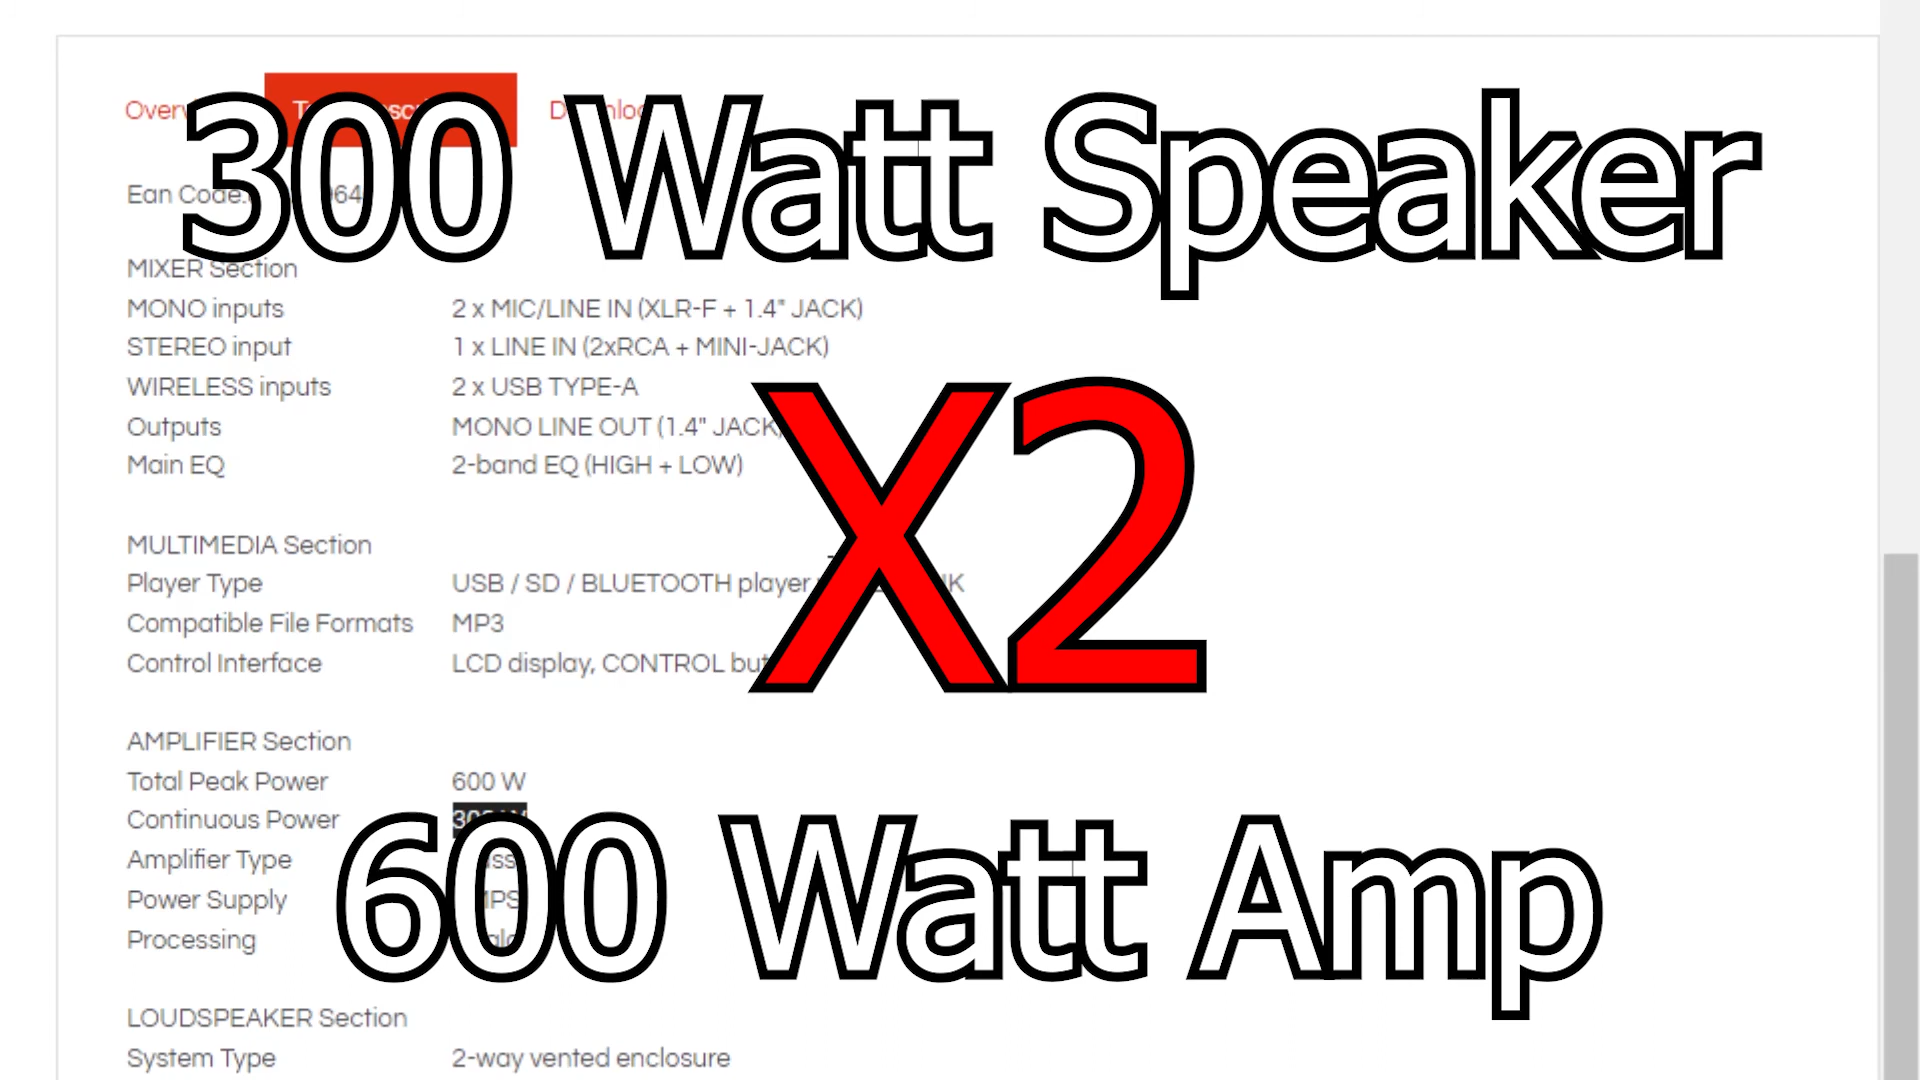 300 Watt Speaker
Ean Code:
MIXER Section
MONO inputs 2 x MIC/LINE IN (XLR-F + 1.4" JACK)
STEREO input 1 x LINE IN (2xRCA + MINI-JACK)
WIRELESS inputs 2 x USB TYPE-A
Outputs MONO LINE OUT (1.4" JACK)
Main EQ 2-band EQ (HIGH + LOW)
X2
MULTIMEDIA Section
Player Type USB / SD / BLUETOOTH player
Compatible File Formats MP3
Control Interface LCD display, CONTROL
AMPLIFIER Section
Total Peak Power 600 W
Continuous Power
600 Watt Amp
Amplifier Type
Power Supply
Processing
LOUDSPEAKER Section
System Type 2-way vented enclosure